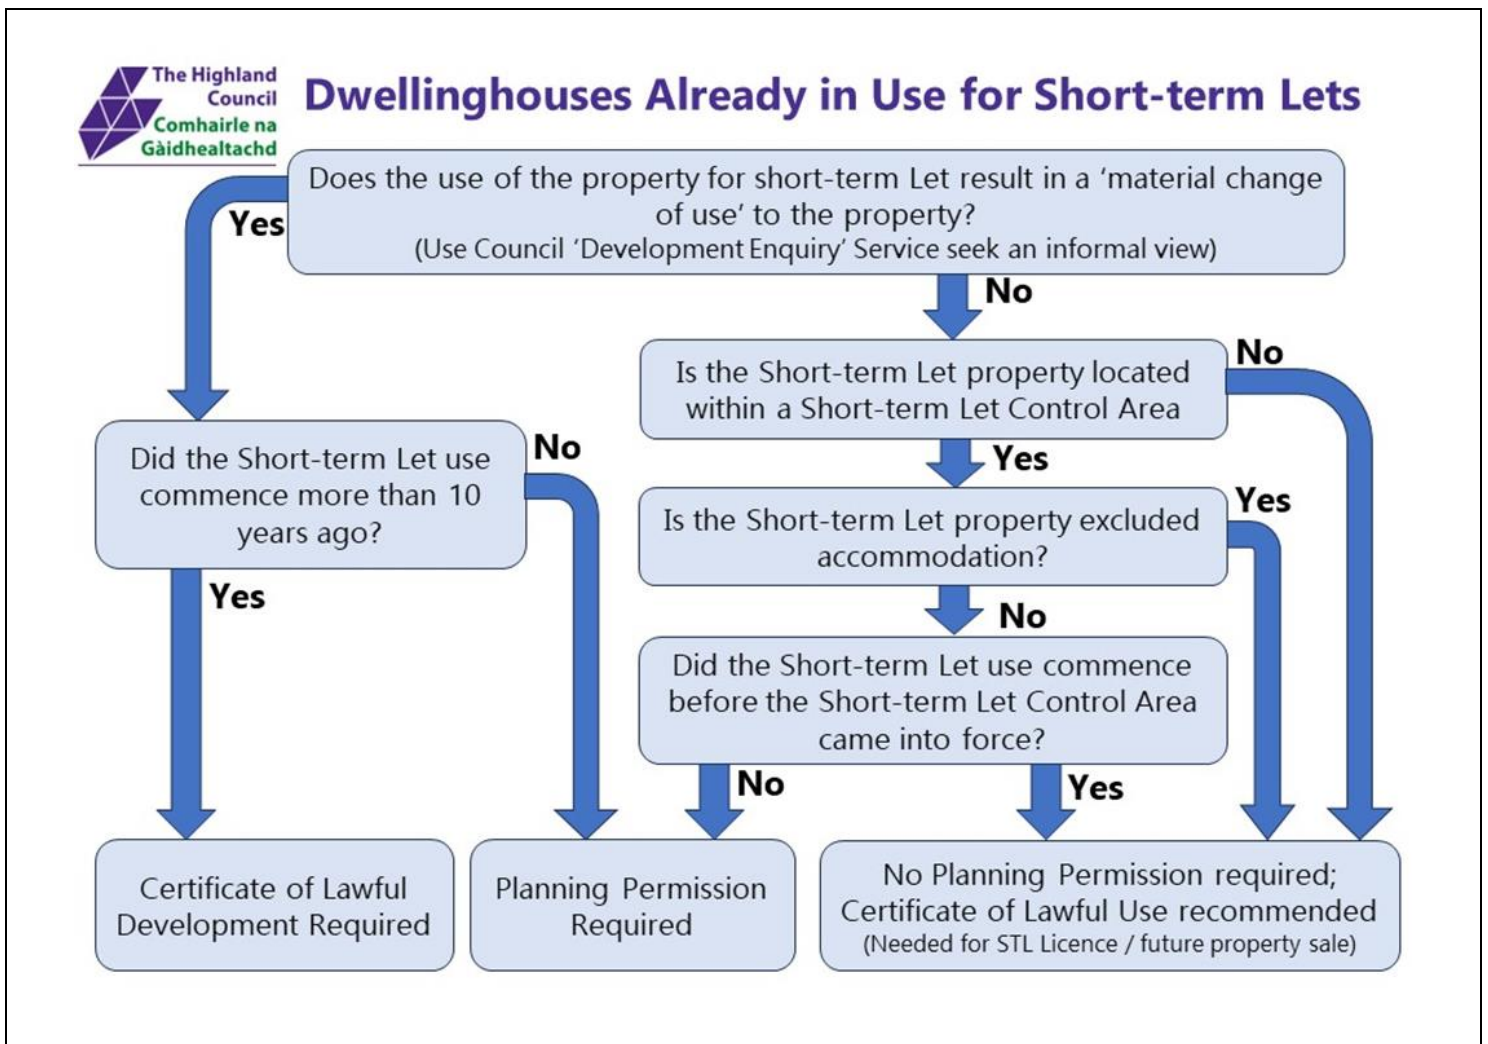 The Highland
Council
Comhairle na
Gàidhealtachd
Dwellinghouses Already in Use for Short-term Lets
Does the use of the property for short-term Let result in a ‘material change
of use’ to the property?
(Use Council ‘Development Enquiry’ Service seek an informal view)
Yes
No
Is the Short-term Let property located
within a Short-term Let Control Area
No
Yes
Did the Short-term Let use
commence more than 10
years ago?
No
Yes
Is the Short-term Let property excluded
accommodation?
Yes
No
Did the Short-term Let use commence
before the Short-term Let Control Area
came into force?
No
Yes
Certificate of Lawful
Development Required
Planning Permission
Required
No Planning Permission required;
Certificate of Lawful Use recommended
(Needed for STL Licence / future property sale)